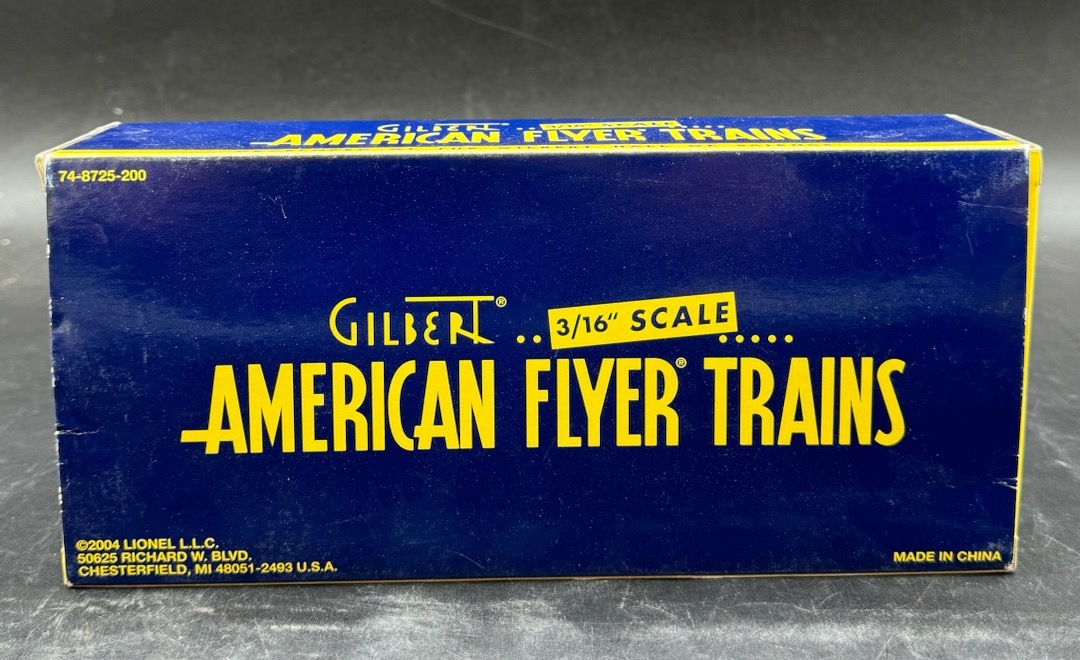 GILBERT
AMERICAN FLYER TRAINS
74-8725-200
GILBERT® .. 3/16" SCALE .....
AMERICAN FLYER® TRAINS
©2004 LIONEL L.L.C.
50625 RICHARD W. BLVD.
CHESTERFIELD, MI 48051-2493 U.S.A.
MADE IN CHINA